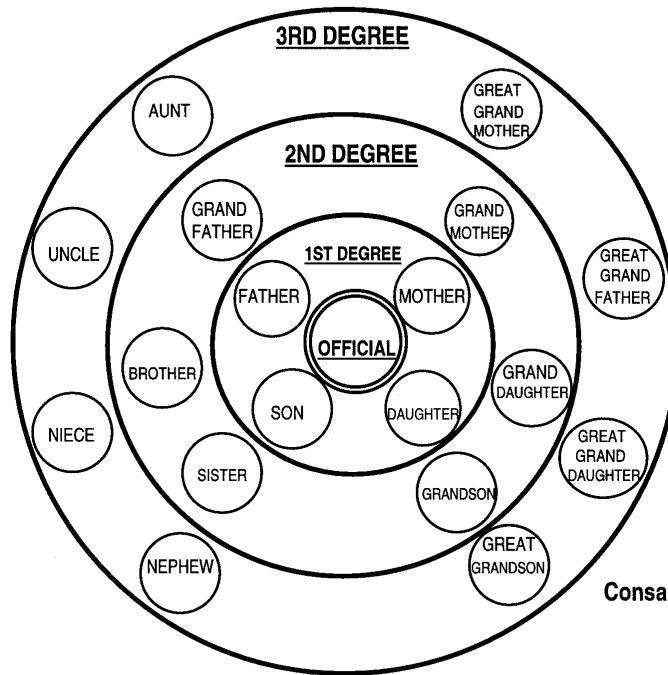 3RD DEGREE
AUNT
GREAT
GRAND
MOTHER
UNCLE
GREAT
GRAND
FATHER
NIECE
GREAT
GRAND
DAUGHTER
NEPHEW
GREAT
GRANDSON
2ND DEGREE
GRAND
FATHER
GRAND
MOTHER
BROTHER
GRAND
DAUGHTER
SISTER
GRANDSON
1ST DEGREE
FATHER
MOTHER
OFFICIAL
SON
DAUGHTER
Consa